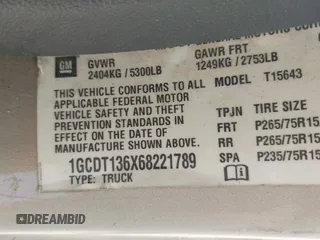 GM
GVWR
2404KG / 5300LB
GAWR FRT
1249KG / 2753LB
THIS VEHICLE CONFORMS TO ALL
APPLICABLE FEDERAL MOTOR
VEHICLE SAFETY AND THEFT
PREVENTION STANDARDS IN
EFFECT ON THE DATE OF
MANUFACTURE SHOWN ABOVE.
1GCDT136X68221789
TYPE: TRUCK
MODEL T15643
TPJN TIRE S
FRT P265/75R15
RR P265/75R15
SPA P235/75R15
DREAMBID
dreambid.com